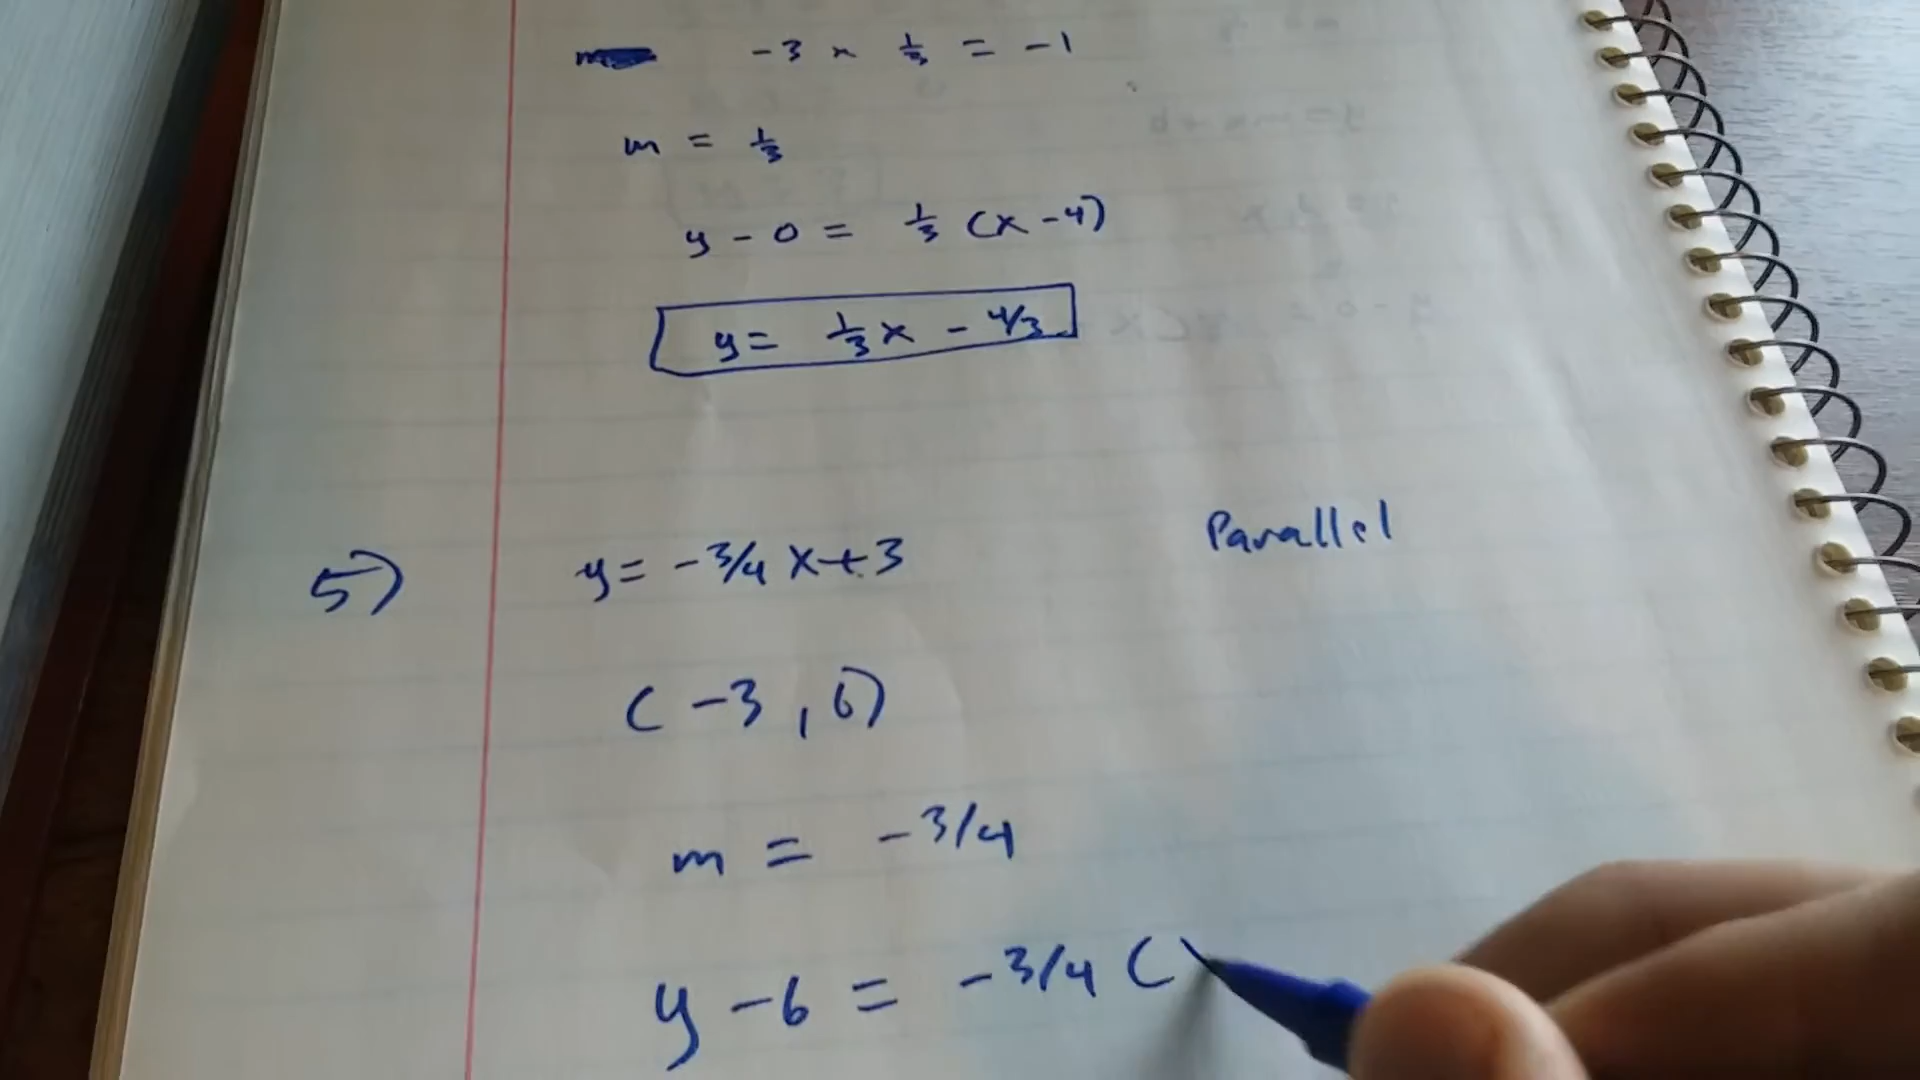 m -3 x 1/3 = -1
m = 1/3
y - 0 = 1/3 (x - 4)
y = 1/3 x - 4/3
5) y = -3/4 x + 3 Parallel
(-3, 6)
m = -3/4
y - 6 = -3/4 (